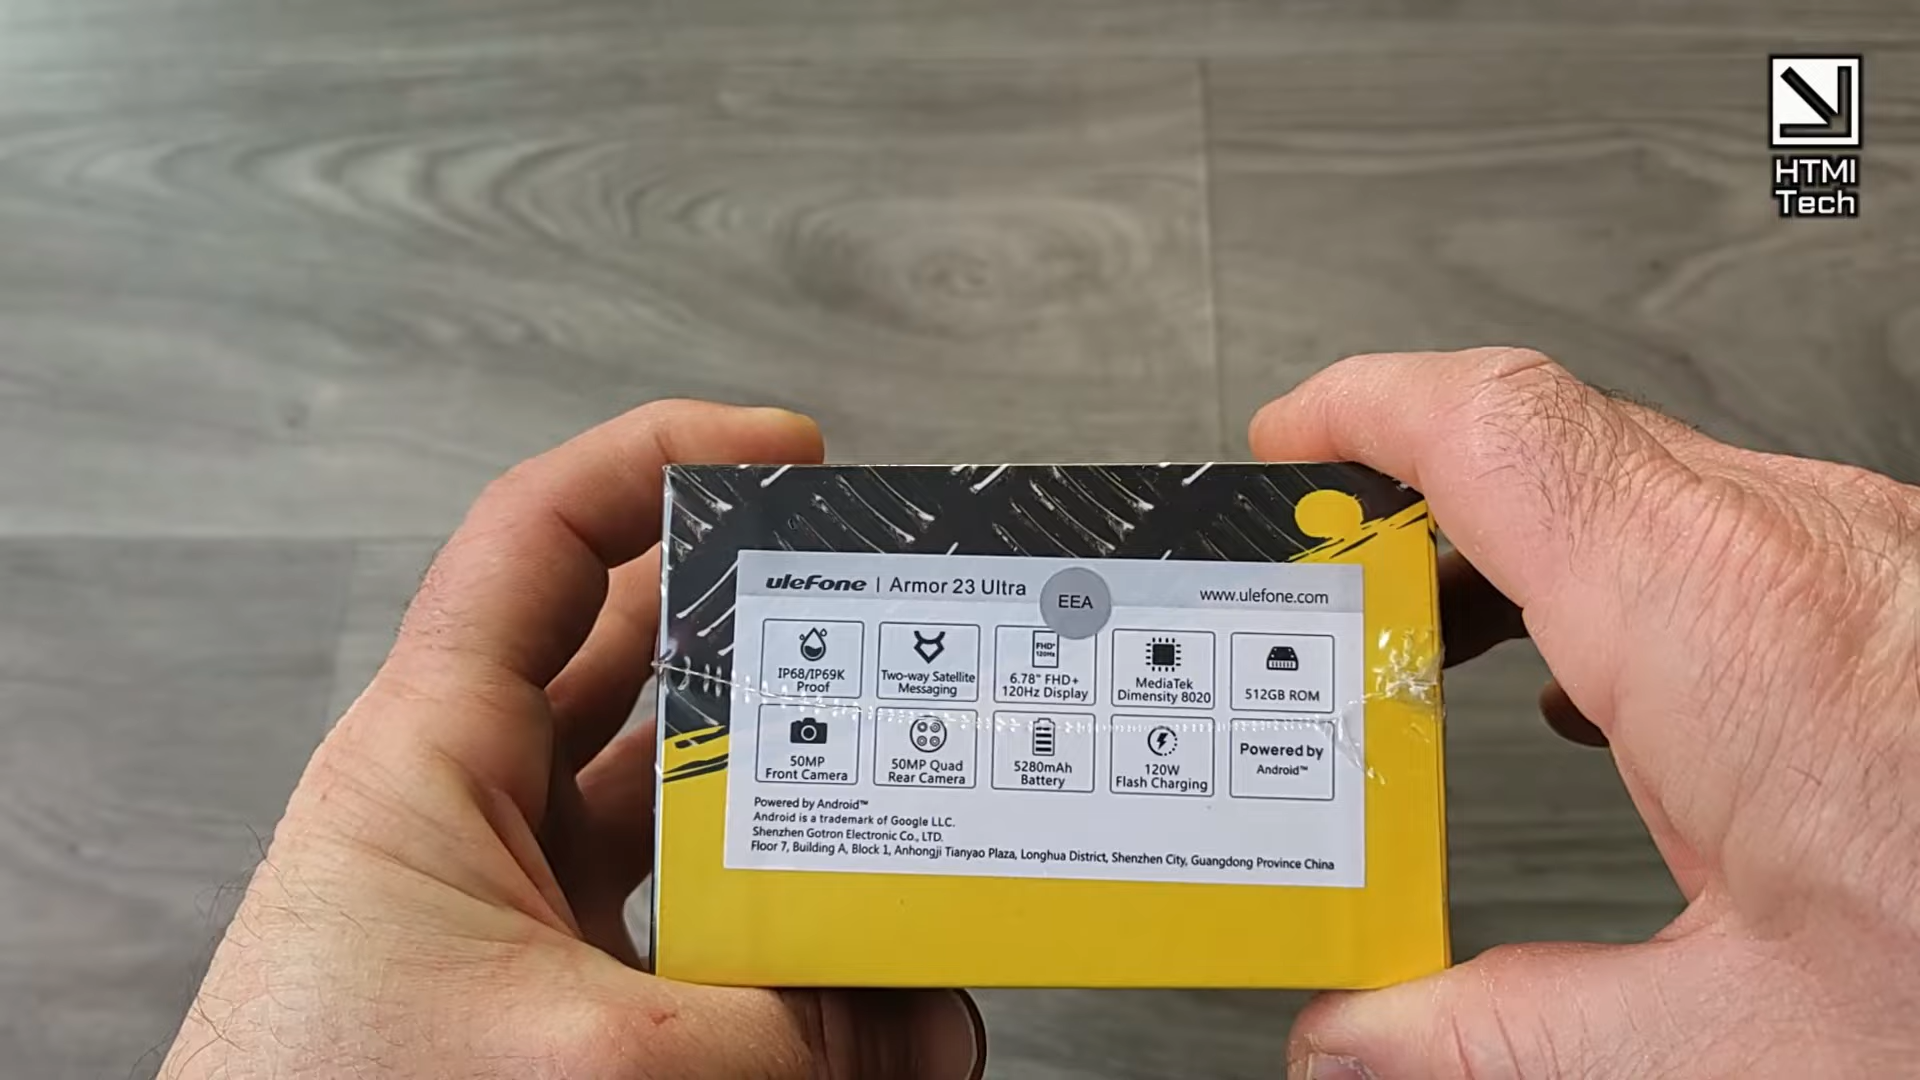 HTMI
Tech
uleFone | Armor 23 Ultra
EEA
www.ulefone.com
IP68/IP69K
Proof
Two-way Satellite
Messaging
FHD+
120Hz
6.78" FHD+
120Hz Display
MediaTek
Dimensity 8020
512GB ROM
50MP
Front Camera
50MP Quad
Rear Camera
5280mAh
Battery
120W
Flash Charging
Powered by
Android™
Powered by Android™
Android is a trademark of Google LLC.
Shenzhen Gotron Electronic Co., LTD.
Floor 7, Building A, Block 1, Anhongji Tianyao Plaza, Longhua District, Shenzhen City, Guangdong Province China